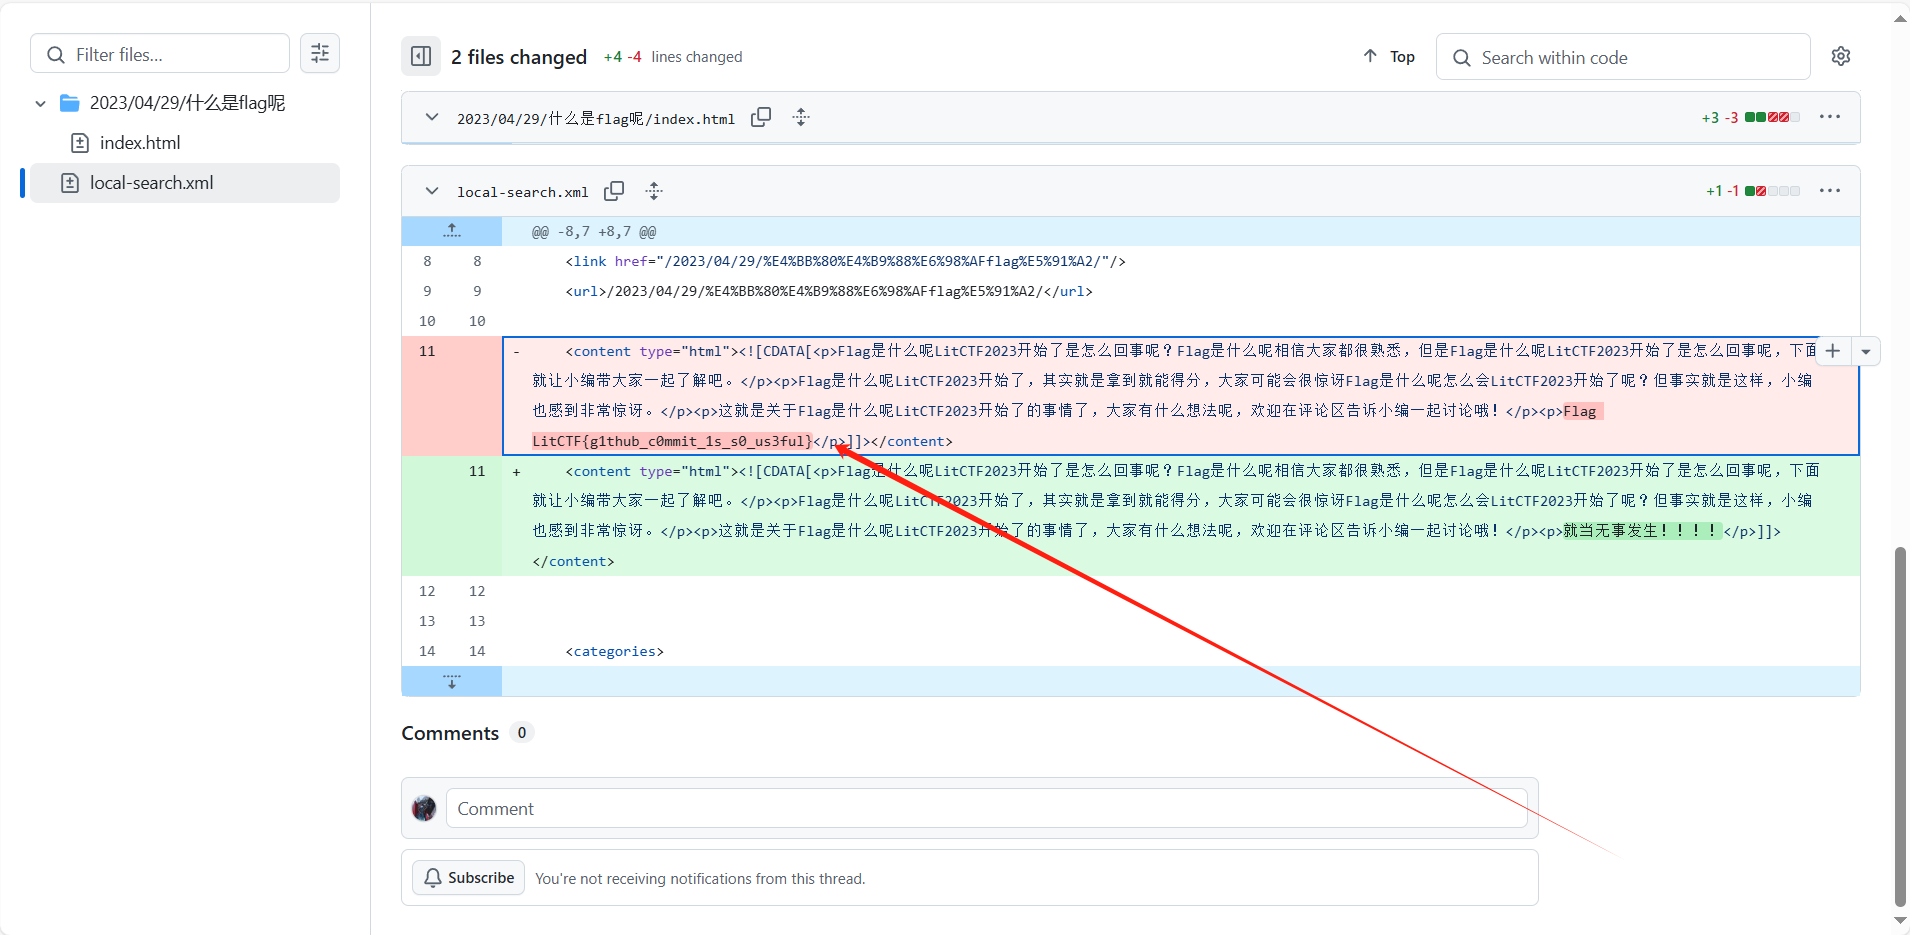 Filter files...
2023/04/29/什么是flag呢
index.html
local-search.xml
2 files changed +4 -4 lines changed
Top
Search within code
2023/04/29/什么是flag呢/index.html
+3 -3
local-search.xml
+1 -1
@@ -8,7 +8,7 @@
8 8 <link href="/2023/04/29/%E4%BB%80%E4%B9%88%E6%98%AFflag%E5%91%A2/"/>
9 9 <url>/2023/04/29/%E4%BB%80%E4%B9%88%E6%98%AFflag%E5%91%A2/</url>
10 10
11 - <content type="html"><![CDATA[<p>Flag是什么呢LitCTF2023开始了是怎么回事呢？Flag是什么呢相信大家都很熟悉，但是Flag是什么呢LitCTF2023开始了是怎么回事呢，下面
就让小编带大家一起了解吧。</p><p>Flag是什么呢LitCTF2023开始了，其实就是拿到就能得分，大家可能会很惊讶Flag是什么呢怎么会LitCTF2023开始了呢？但事实就是这样，小编
也感到非常惊讶。</p><p>这就是关于Flag是什么呢LitCTF2023开始了的事情了，大家有什么想法呢，欢迎在评论区告诉小编一起讨论哦！</p><p>Flag
LitCTF{g1thub_c0mmit_1s_s0_us3ful}</p>]]></content>
11 + <content type="html"><![CDATA[<p>Flag是什么呢LitCTF2023开始了是怎么回事呢？Flag是什么呢相信大家都很熟悉，但是Flag是什么呢LitCTF2023开始了是怎么回事呢，下面
就让小编带大家一起了解吧。</p><p>Flag是什么呢LitCTF2023开始了，其实就是拿到就能得分，大家可能会很惊讶Flag是什么呢怎么会LitCTF2023开始了呢？但事实就是这样，小编
也感到非常惊讶。</p><p>这就是关于Flag是什么呢LitCTF2023开始了的事情了，大家有什么想法呢，欢迎在评论区告诉小编一起讨论哦！</p><p>就当无事发生！！！！</p>]]>
</content>
12 12
13 13
14 14 <categories>
Comments 0
Comment
Subscribe You're not receiving notifications from this thread.